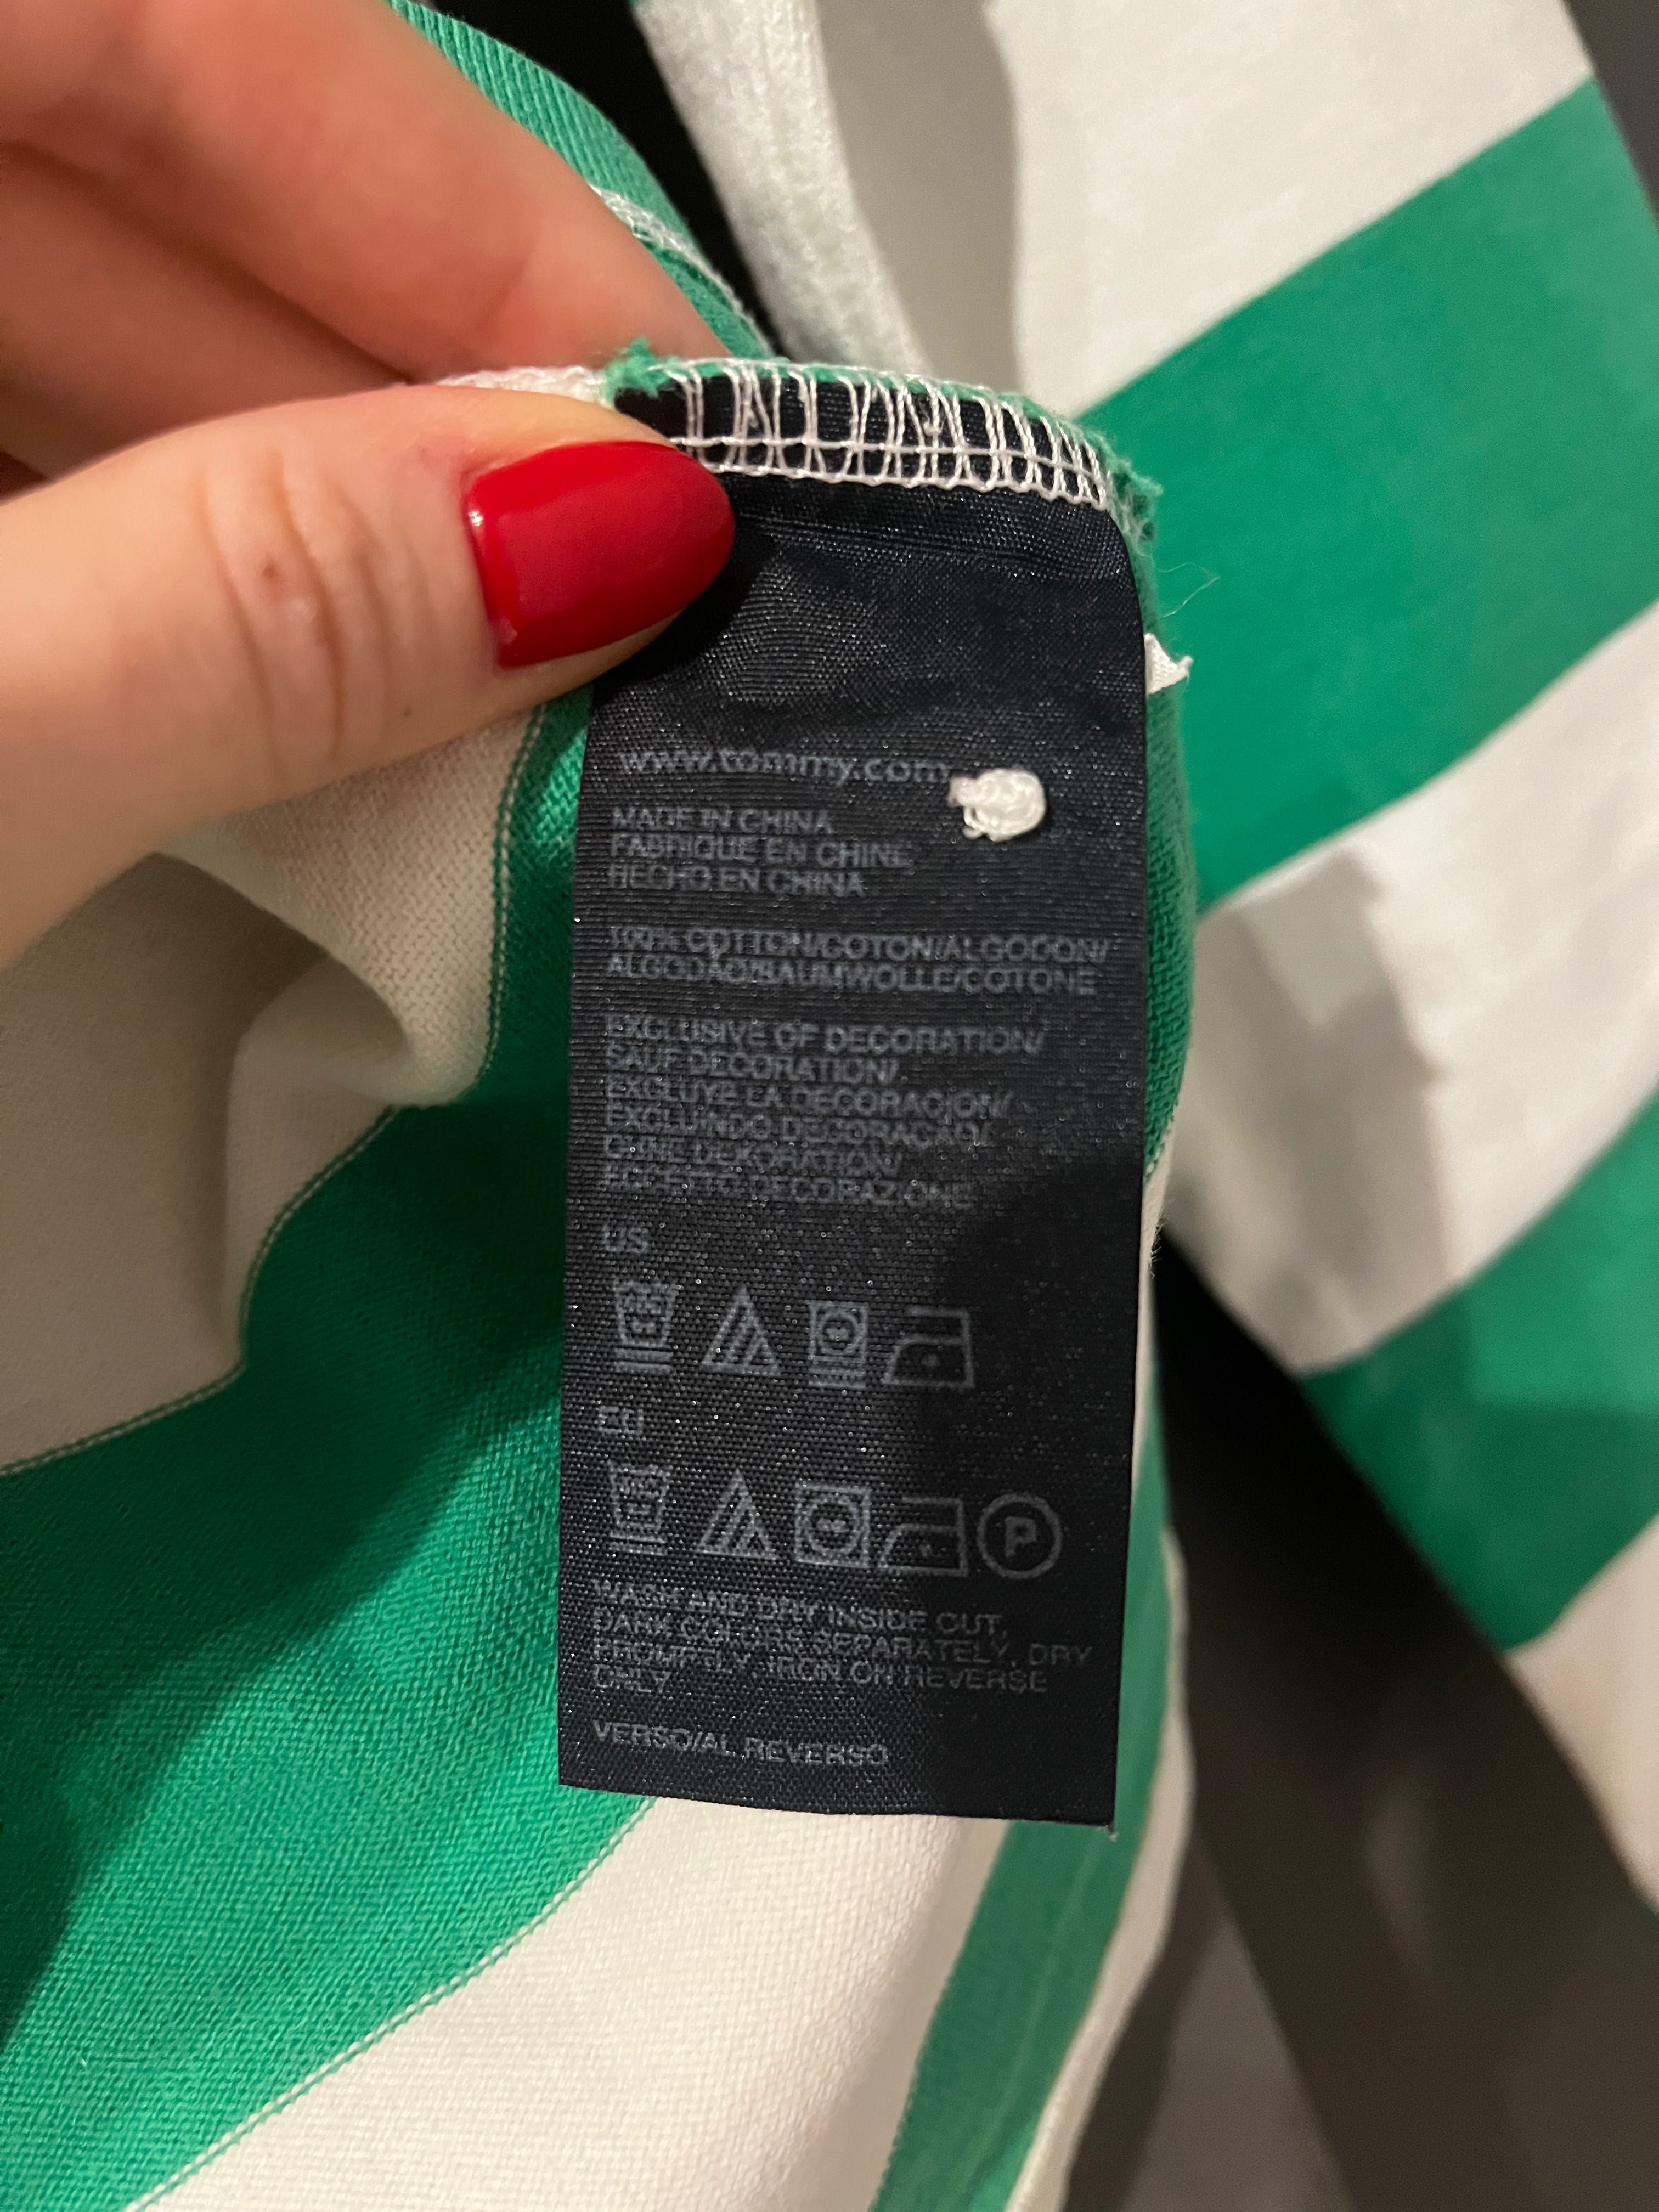 www.tommy.com
MADE IN CHINA
FABRIQUE EN CHINE
HECHO EN CHINA
100% COTTON/COTON/ALGODON/
ALGODAO/BAUMWOLLE/COTONE
EXCLUSIVE OF DECORATION/
SAUF DECORATION/
EXCLUYE LA DECORACION/
EXCLUINDO DECORACAO/
OHNE DEKORATION/
ECCETTO DECORAZIONE
US
EU
P
WASH AND DRY INSIDE OUT,
DARK COLORS SEPARATELY, DRY
PROMPTLY, IRON ON REVERSE
ONLY
VERSO/AL REVERSO